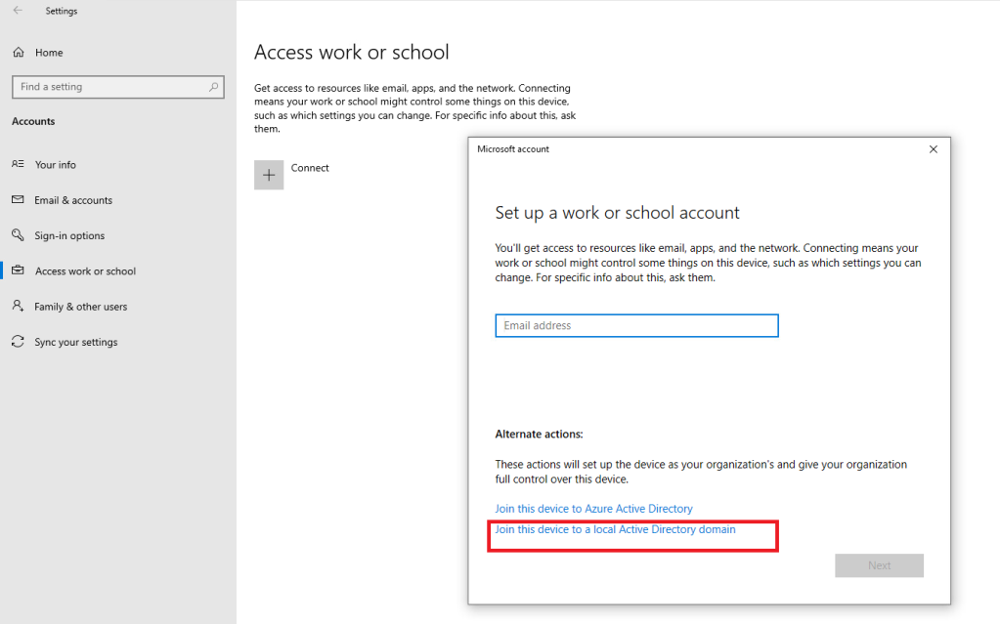 Settings
Home
Find a setting
Accounts
Your info
Email & accounts
Sign-in options
Access work or school
Family & other users
Sync your settings
Access work or school
Get access to resources like email, apps, and the network. Connecting
means your work or school might control some things on this device,
such as which settings you can change. For specific info about this, ask
them.
Connect
Microsoft account
Set up a work or school account
You'll get access to resources like email, apps, and the network. Connecting means your
work or school might control some things on this device, such as which settings you can
change. For specific info about this, ask them.
Email address
Alternate actions:
These actions will set up the device as your organization's and give your organization
full control over this device.
Join this device to Azure Active Directory
Join this device to a local Active Directory domain
Next